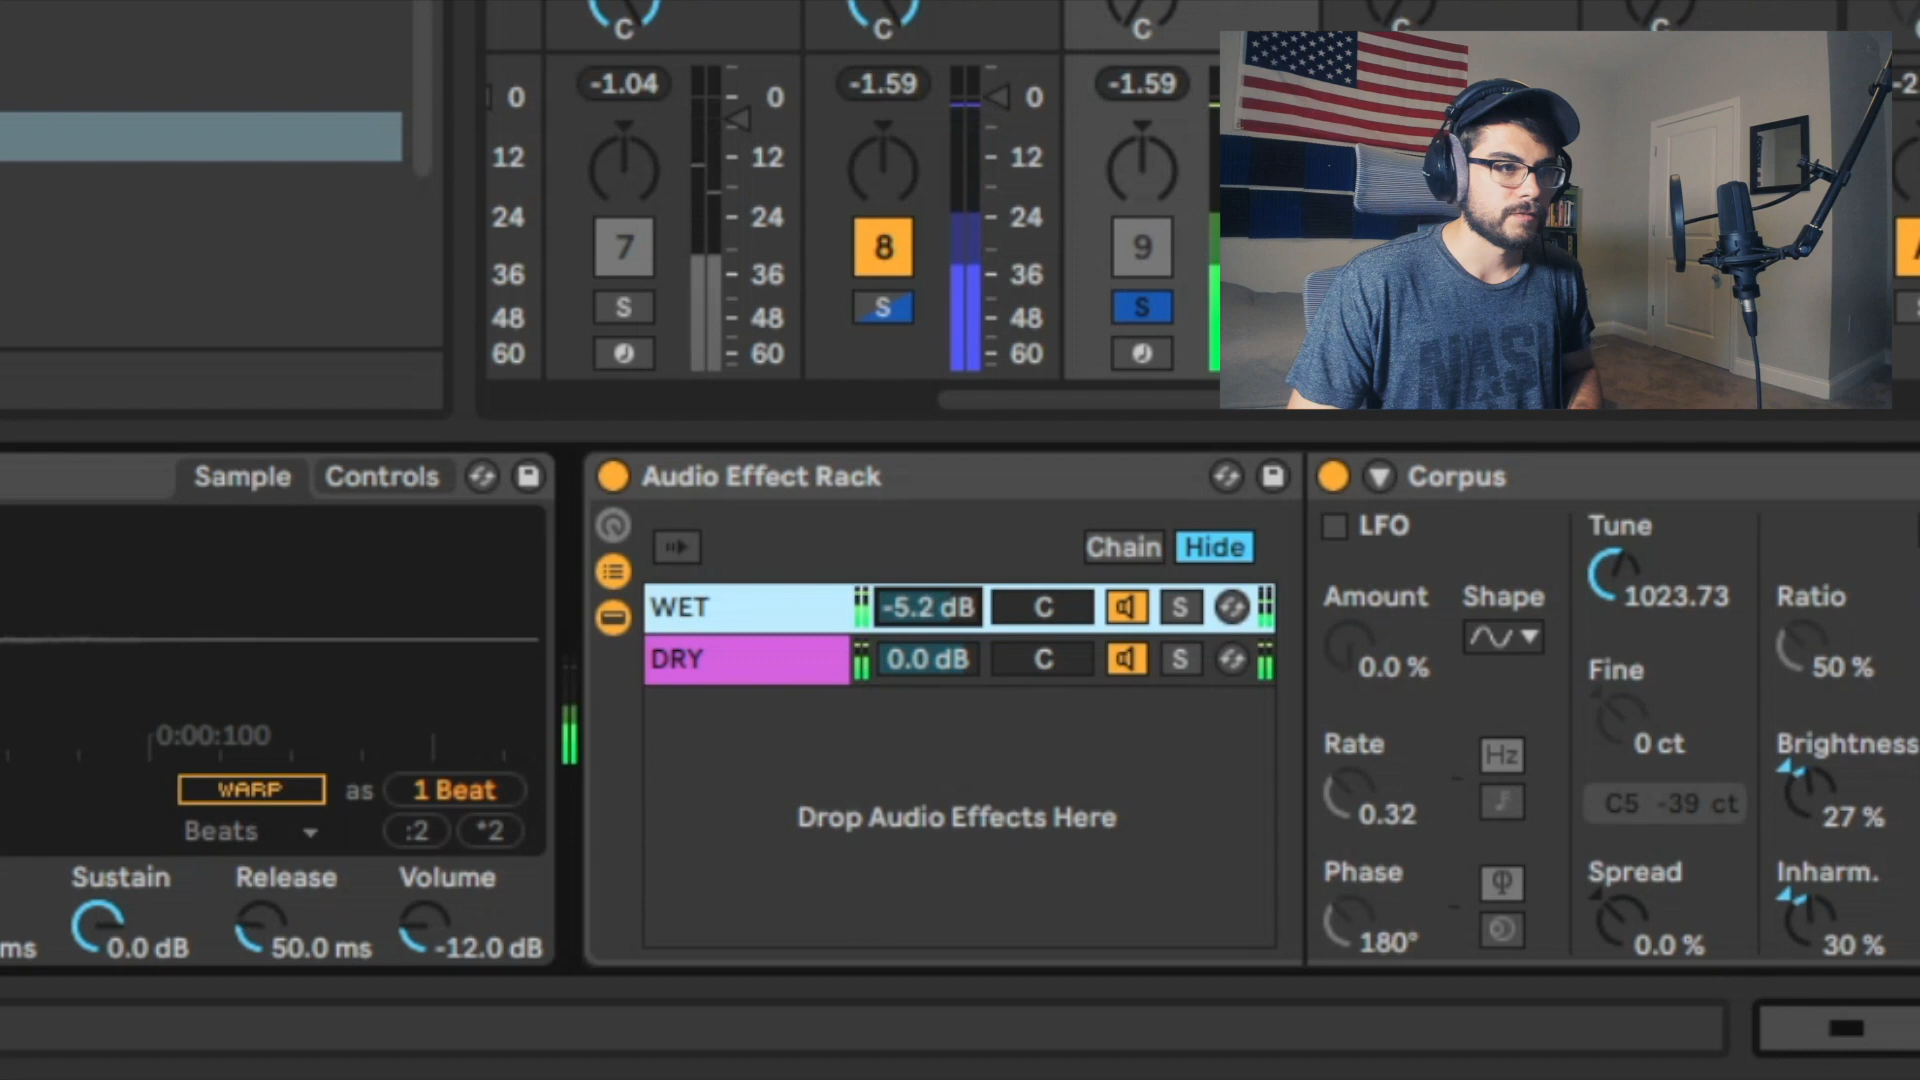 C
C
C
C
C
-1.04
-1.59
-1.59
0
0
0
12
12
12
24
24
24
7
8
9
36
36
36
S
S
S
48
48
48
60
60
60
NAS
Sample
Controls
Audio Effect Rack
Corpus
LFO
Tune
1023.73
Chain
Hide
WET
-5.2 dB
C
S
DRY
0.0 dB
C
S
Amount
Shape
Ratio
0.0 %
50 %
Fine
0 ct
0:00:100
WARP
as
1 Beat
Beats
:2
*2
Drop Audio Effects Here
Rate
Hz
0.32
C5 -39 ct
Brightness
27 %
Sustain
Release
Volume
ms
0.0 dB
50.0 ms
-12.0 dB
Phase
Φ
180°
Spread
0.0 %
Inharm.
30 %